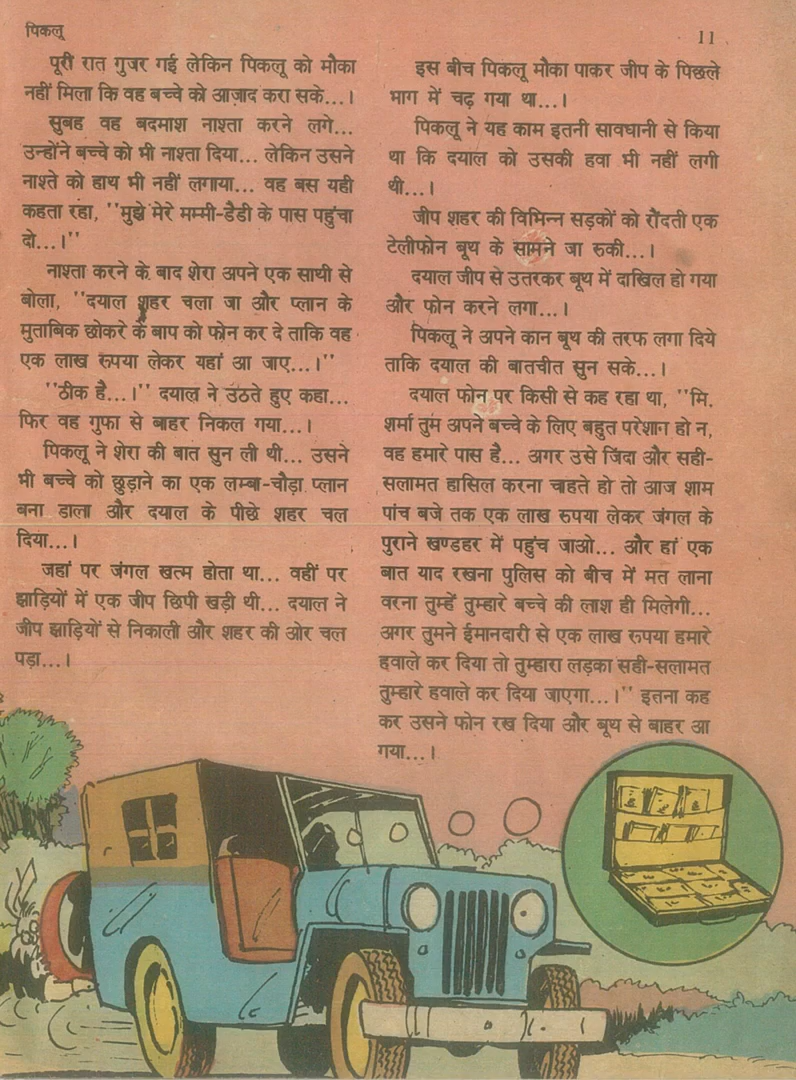 पिकलू
11
पूरी रात गुजर गई लेकिन पिकलू को मौका
नहीं मिला कि वह बच्चे को आज़ाद करा सके...।
सुबह वह बदमाश नाश्ता करने लगे...
उन्होंने बच्चे को भी नाश्ता दिया... लेकिन उसने
नाश्ते को हाथ भी नहीं लगाया... वह बस यही
कहता रहा, ''मुझे मेरे मम्मी-डैडी के पास पहुंचा
दो...।''
नाश्ता करने के बाद शेरा अपने एक साथी से
बोला, ''दयाल शहर चला जा और प्लान के
मुताबिक छोकरे के बाप को फोन कर दे ताकि वह
एक लाख रुपया लेकर यहां आ जाए...।''
''ठीक है...।'' दयाल ने उठते हुए कहा...
फिर वह गुफा से बाहर निकल गया...।
पिकलू ने शेरा की बात सुन ली थी... उसने
भी बच्चे को छुड़ाने का एक लम्बा-चौड़ा प्लान
बना डाला और दयाल के पीछे शहर चल
दिया...।
जहां पर जंगल खत्म होता था... वहीं पर
झाड़ियों में एक जीप छिपी खड़ी थी... दयाल ने
जीप झाड़ियों से निकाली और शहर की ओर चल
पड़ा...।
इस बीच पिकलू मौका पाकर जीप के पिछले
भाग में चढ़ गया था...।
पिकलू ने यह काम इतनी सावधानी से किया
था कि दयाल को उसकी हवा भी नहीं लगी
थी...।
जीप शहर की विभिन्न सड़कों को रौंदती एक
टेलीफोन बूथ के सामने जा रुकी...।
दयाल जीप से उतरकर बूथ में दाखिल हो गया
और फोन करने लगा...।
पिकलू ने अपने कान बूथ की तरफ लगा दिये
ताकि दयाल की बातचीत सुन सके...।
दयाल फोन पर किसी से कह रहा था, ''मि.
शर्मा तुम अपने बच्चे के लिए बहुत परेशान हो न,
वह हमारे पास है... अगर उसे जिंदा और सही-
सलामत हासिल करना चाहते हो तो आज शाम
पांच बजे तक एक लाख रुपया लेकर जंगल के
पुराने खण्डहर में पहुंच जाओ... और हां एक
बात याद रखना पुलिस को बीच में मत लाना
वरना तुम्हें तुम्हारे बच्चे की लाश ही मिलेगी...
अगर तुमने ईमानदारी से एक लाख रुपया हमारे
हवाले कर दिया तो तुम्हारा लड़का सही-सलामत
तुम्हारे हवाले कर दिया जाएगा...।'' इतना कह
कर उसने फोन रख दिया और बूथ से बाहर आ
गया...।